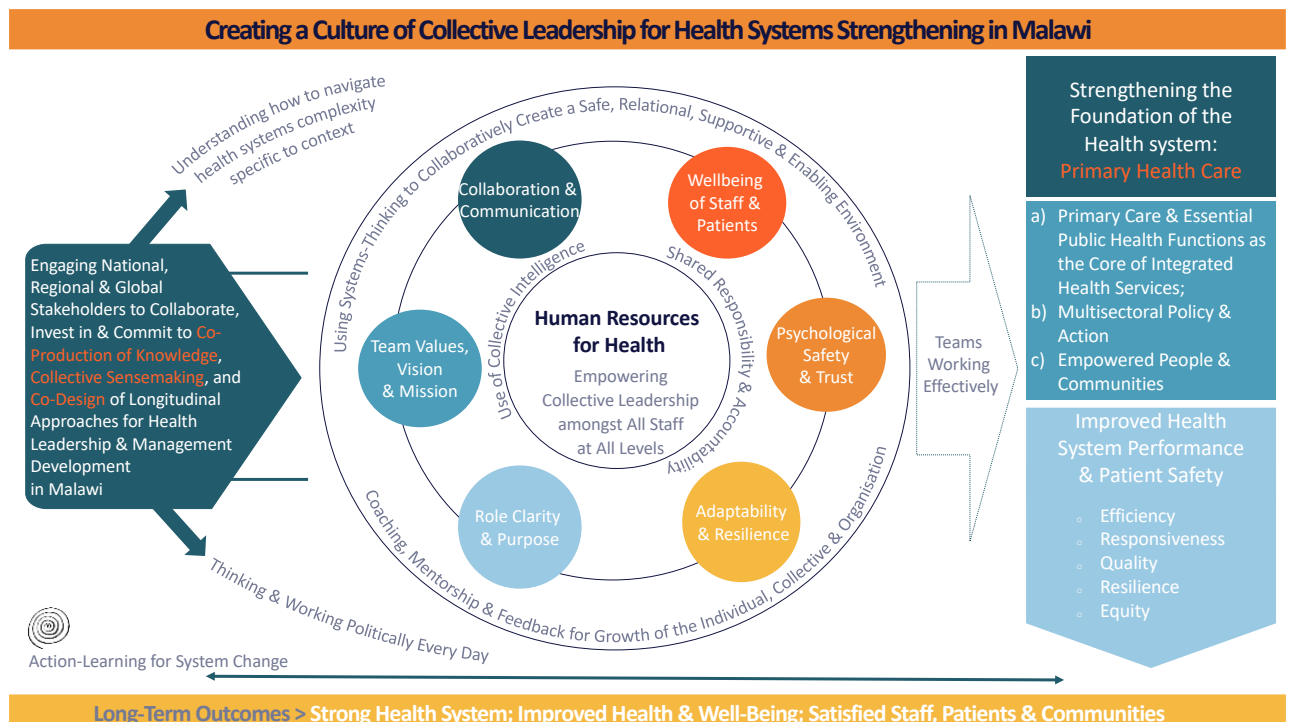 Creating a Culture of Collective Leadership for Health Systems Strengthening in Malawi
Understanding how to navigate
health systems complexity
specific to context
Engaging National,
Regional & Global
Stakeholders to Collaborate,
Invest in & Commit to Co-
Production of Knowledge,
Collective Sensemaking, and
Co-Design of Longitudinal
Approaches for Health
Leadership & Management
Development
in Malawi
Thinking & Working Politically Every Day
Action-Learning for System Change
Using Systems-Thinking to Collaboratively Create a Safe, Relational, Supportive & Enabling Environment
Collaboration &
Communication
Wellbeing
of Staff &
Patients
Team Values,
Vision
& Mission
Psychological
Safety
& Trust
Role Clarity
& Purpose
Adaptability
& Resilience
Use of Collective Intelligence
Shared Responsibility & Accountability
Human Resources
for Health
Empowering
Collective Leadership
amongst All Staff
at All Levels
Coaching, Mentorship & Feedback for Growth of the Individual, Collective & Organisation
Teams
Working
Effectively
Strengthening the
Foundation of the
Health system:
Primary Health Care
a) Primary Care & Essential
Public Health Functions as
the Core of Integrated
Health Services;
b) Multisectoral Policy &
Action
c) Empowered People &
Communities
Improved Health
System Performance
& Patient Safety
Efficiency
Responsiveness
Quality
Resilience
Equity
Long-Term Outcomes > Strong Health System; Improved Health & Well-Being; Satisfied Staff, Patients & Communities